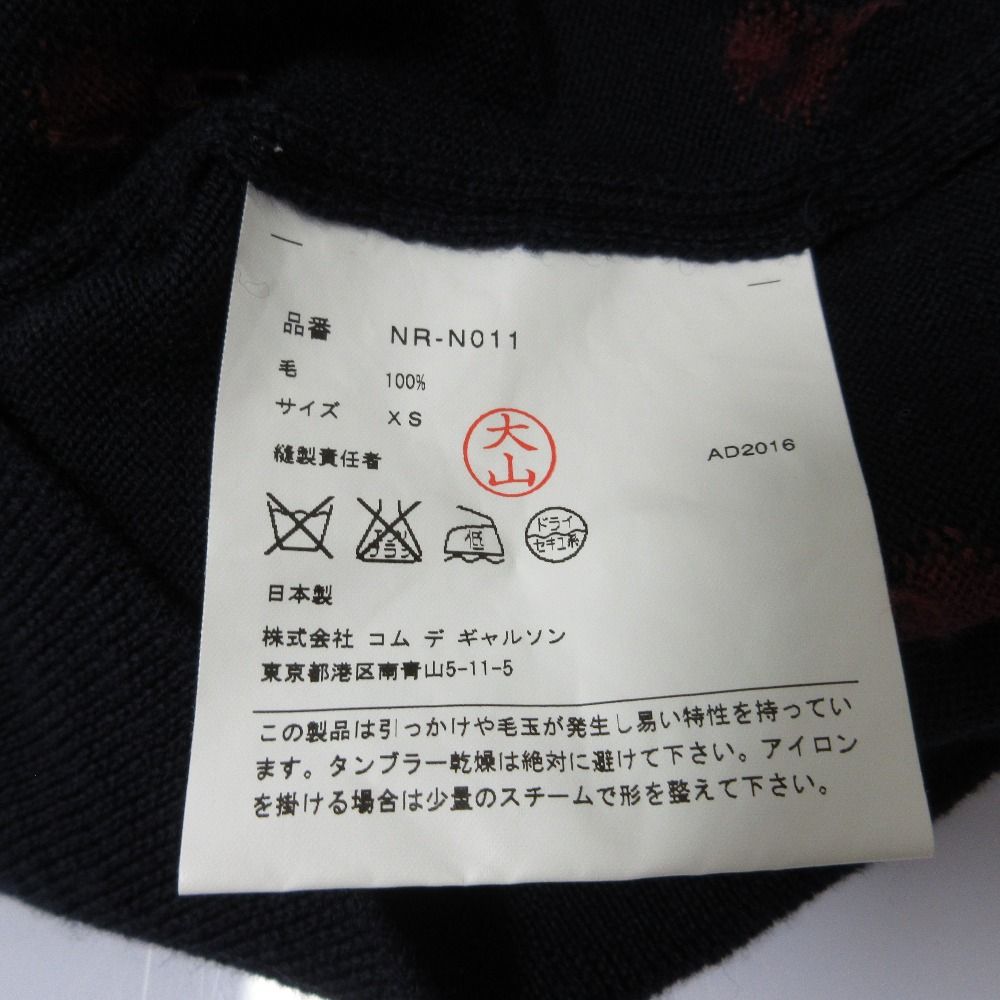 品番 NR-N011
毛 100%
サイズ XS
縫製責任者 大山 AD2016
エンソサラシ 低 ドライ セキユ系
日本製
株式会社 コム デ ギャルソン
東京都港区南青山5-11-5
この製品は引っかけや毛玉が発生し易い特性を持ってい
ます。タンブラー乾燥は絶対に避けて下さい。アイロン
を掛ける場合は少量のスチームで形を整えて下さい。